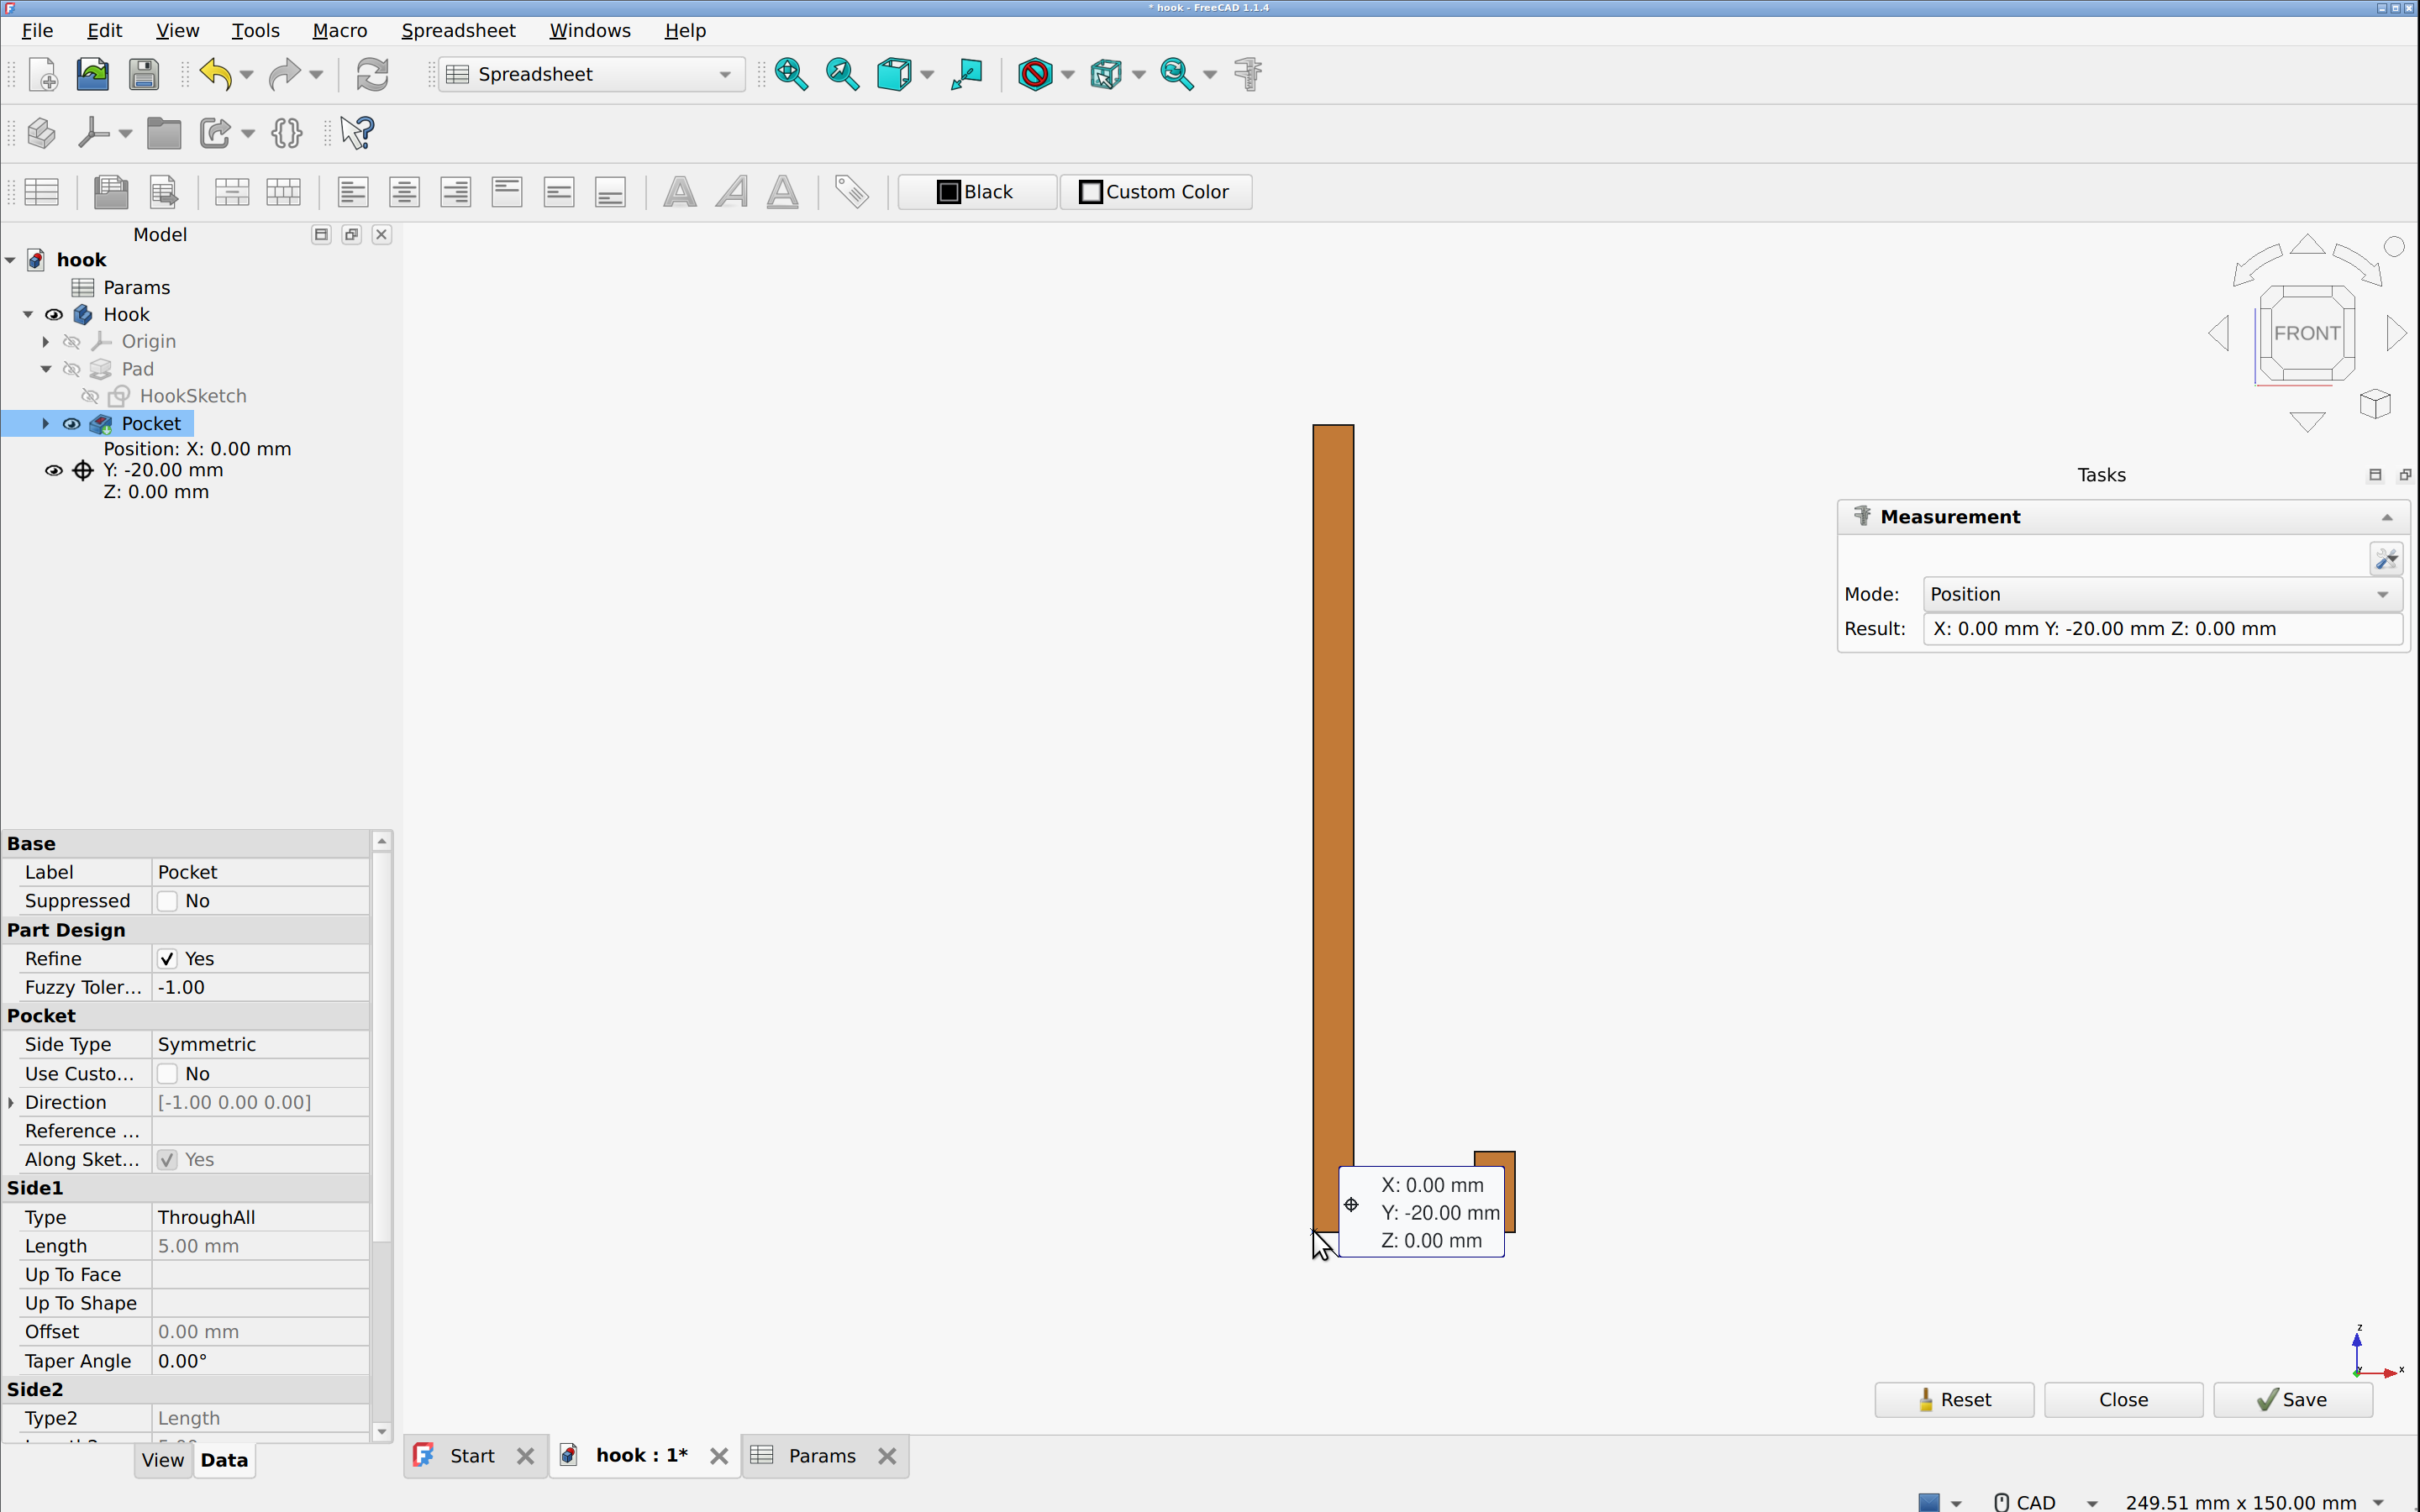 * hook - FreeCAD 1.1.4
File Edit View Tools Macro Spreadsheet Windows Help
Spreadsheet
Black Custom Color
Model
hook
Params
Hook
Origin
Pad
HookSketch
Pocket
Position: X: 0.00 mm
Y: -20.00 mm
Z: 0.00 mm
Base
Label Pocket
Suppressed No
Part Design
Refine Yes
Fuzzy Toler... -1.00
Pocket
Side Type Symmetric
Use Custo... No
Direction [-1.00 0.00 0.00]
Reference ...
Along Sket... Yes
Side1
Type ThroughAll
Length 5.00 mm
Up To Face
Up To Shape
Offset 0.00 mm
Taper Angle 0.00°
Side2
Type2 Length
View Data
X: 0.00 mm
Y: -20.00 mm
Z: 0.00 mm
FRONT
Tasks
Measurement
Mode: Position
Result: X: 0.00 mm Y: -20.00 mm Z: 0.00 mm
z
x
Reset Close Save
Start hook : 1* Params
CAD 249.51 mm x 150.00 mm